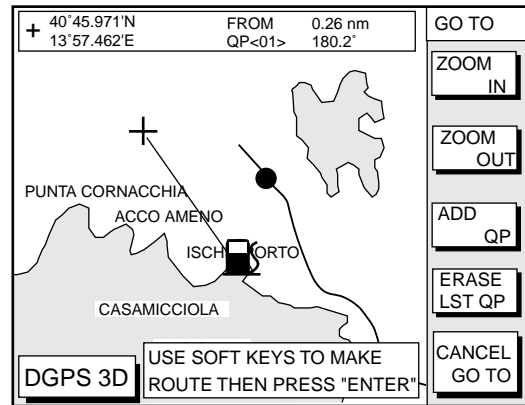 + 40˚45.971'N FROM 0.26 nm
13˚57.462'E QP<01> 180.2˚
GO TO
ZOOM
IN
ZOOM
OUT
ADD
QP
ERASE
LST QP
CANCEL
GO TO
PUNTA CORNACCHIA
ACCO AMENO
ISCH ORTO
CASAMICCIOLA
DGPS 3D
USE SOFT KEYS TO MAKE
ROUTE THEN PRESS "ENTER"